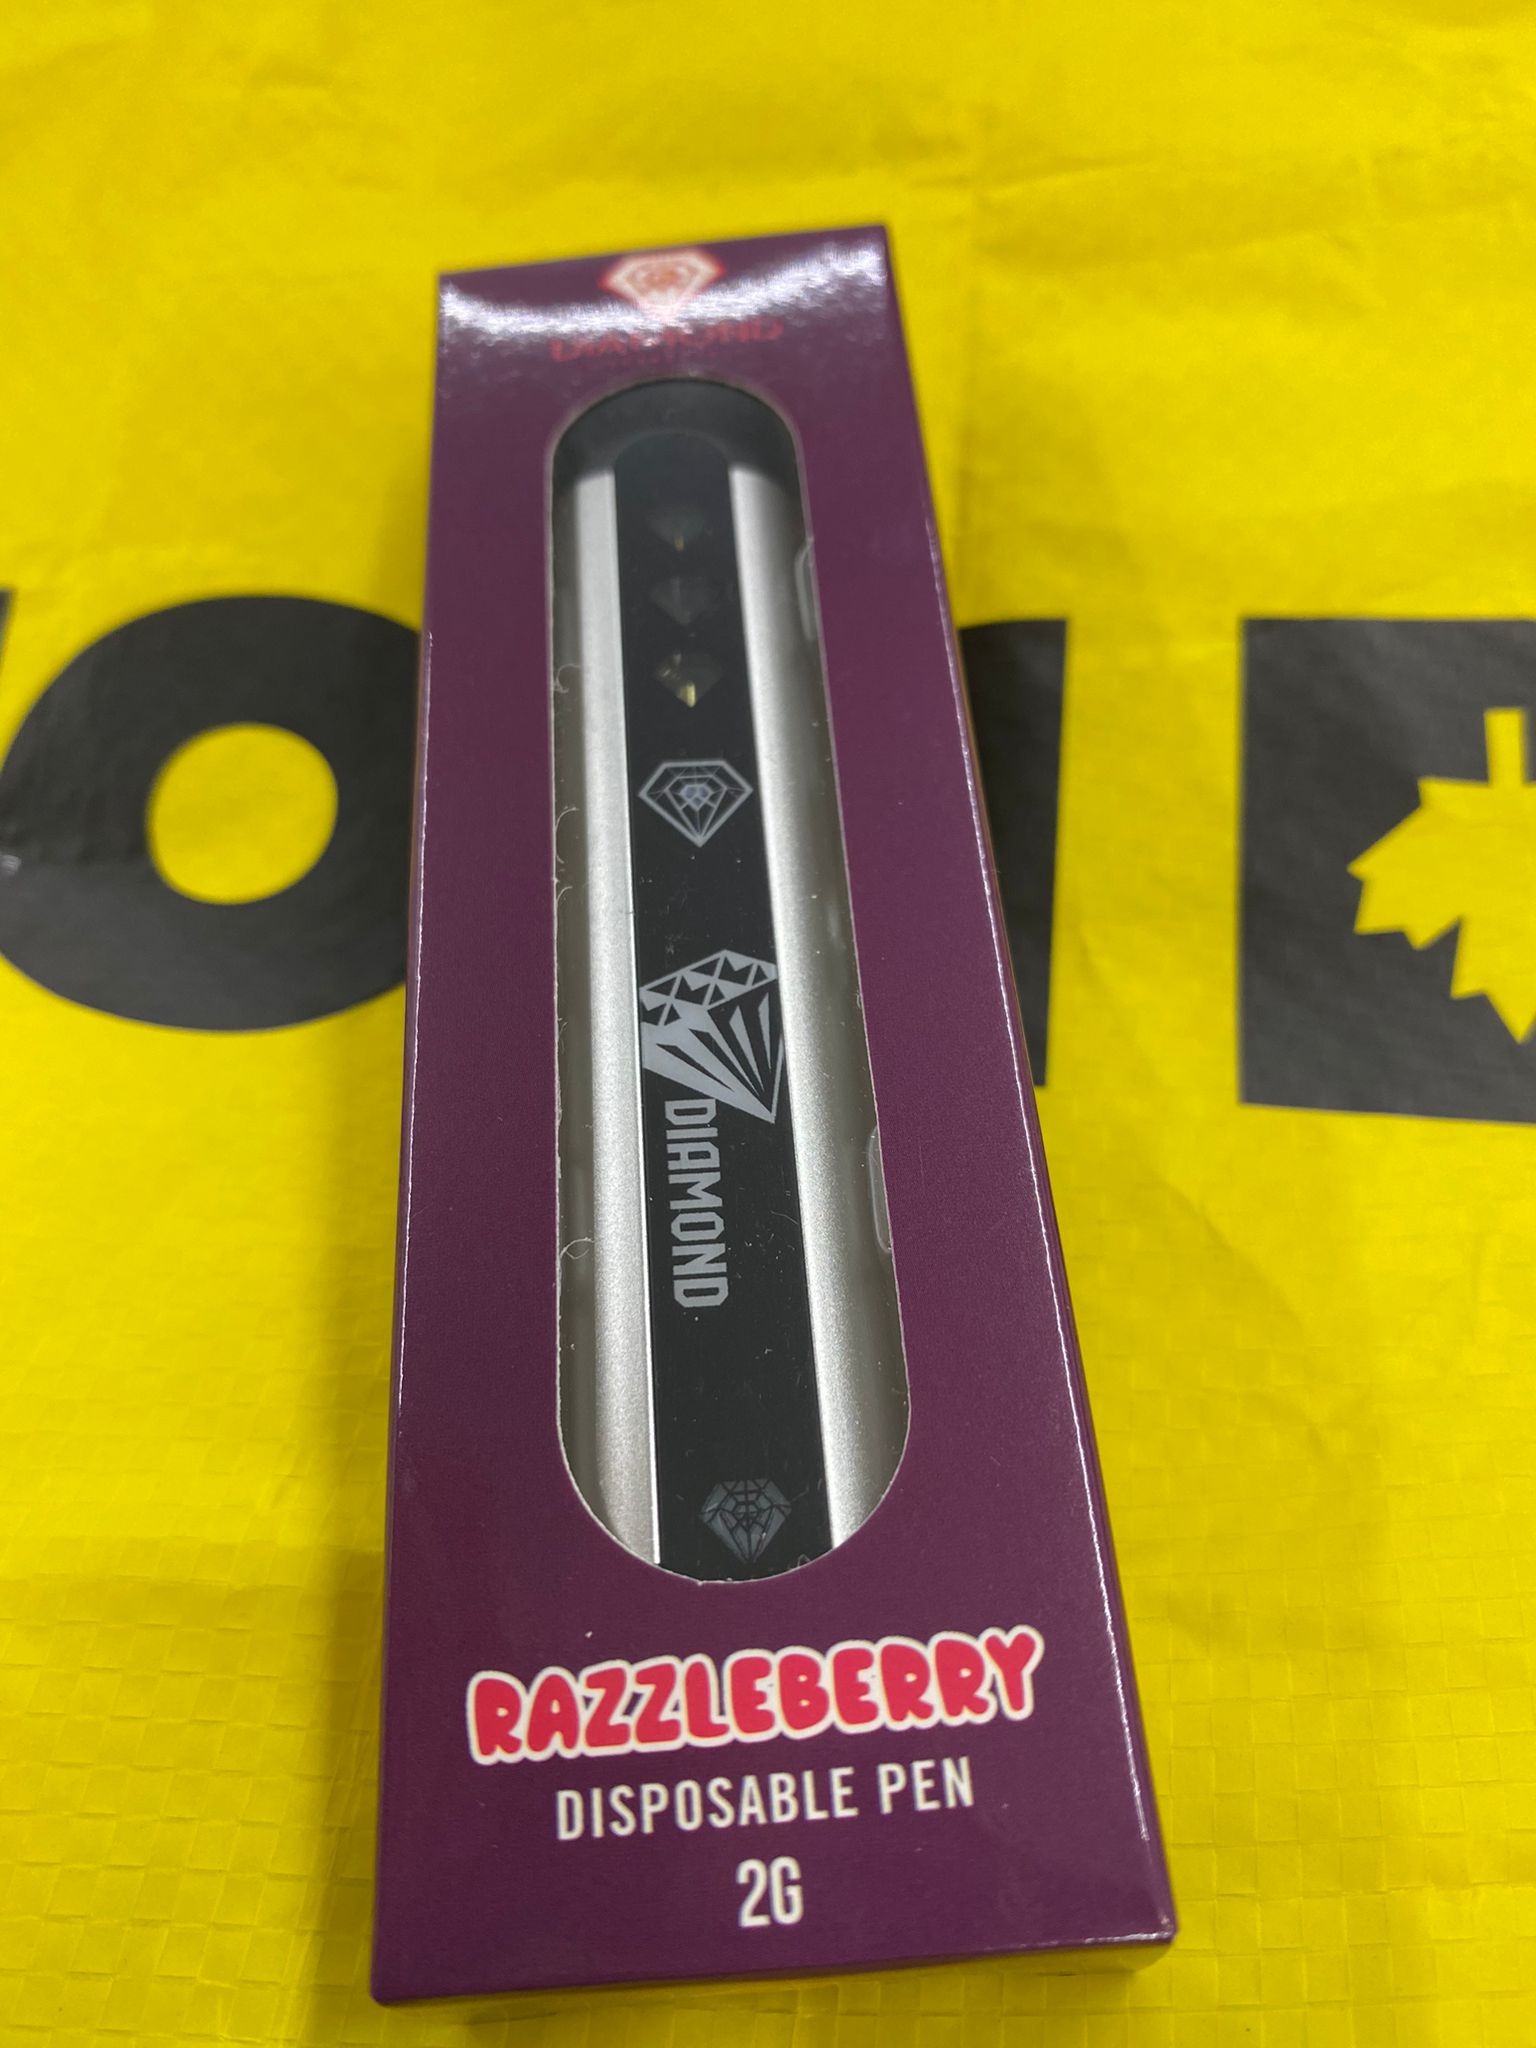 DIAMOND
DIAMOND
RAZZLEBERRY
DISPOSABLE PEN
2G